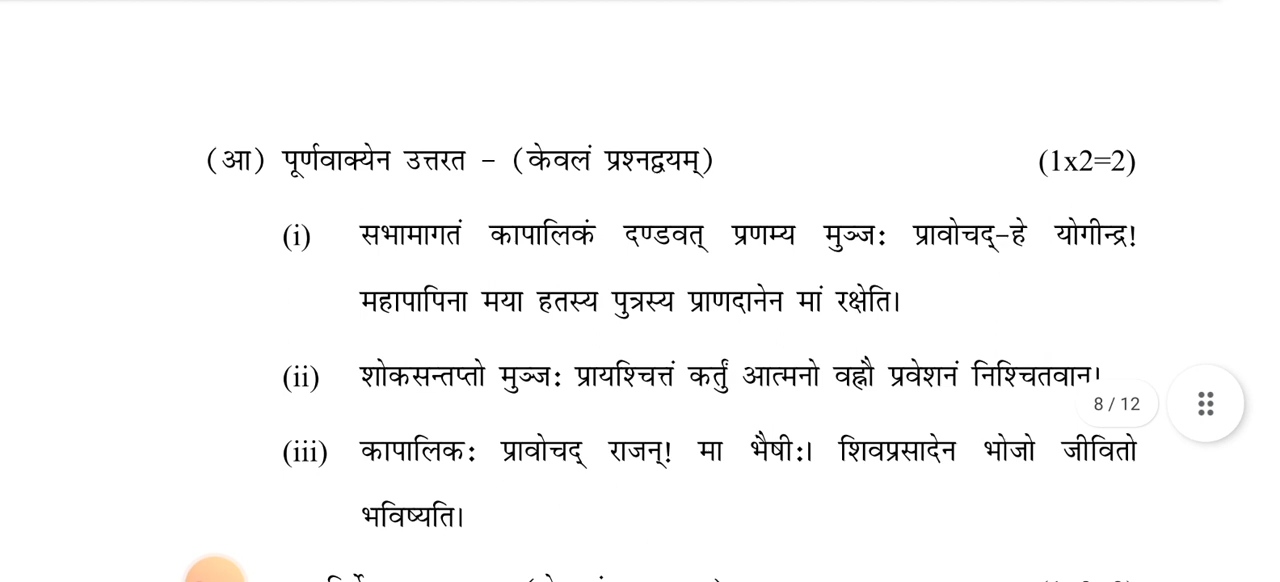 (आ) पूर्णवाक्येन उत्तरत - (केवलं प्रश्नद्वयम्) (1x2=2)
(i) सभामागतं कापालिकं दण्डवत् प्रणम्य मुञ्जः प्रावोचद्-हे योगीन्द्र!
महापापिना मया हतस्य पुत्रस्य प्राणदानेन मां रक्षेति।
(ii) शोकसन्तप्तो मुञ्जः प्रायश्चित्तं कर्तुं आत्मनो वह्नौ प्रवेशनं निश्चितवान्।
8 / 12
(iii) कापालिकः प्रावोचद् राजन्! मा भैषीः। शिवप्रसादेन भोजो जीवितो
भविष्यति।